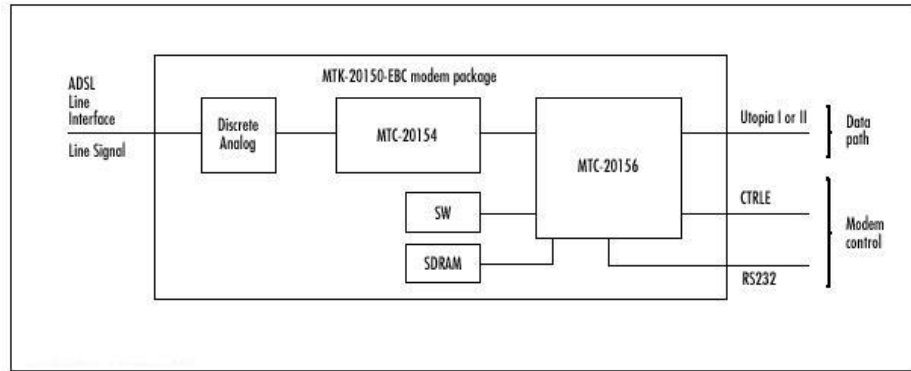 MTK-20150-EBC modem package
ADSL
Line
Interface
Line Signal
Discrete
Analog
MTC-20154
MTC-20156
SW
SDRAM
Utopia I or II
Data
path
CTRLE
Modem
control
RS232